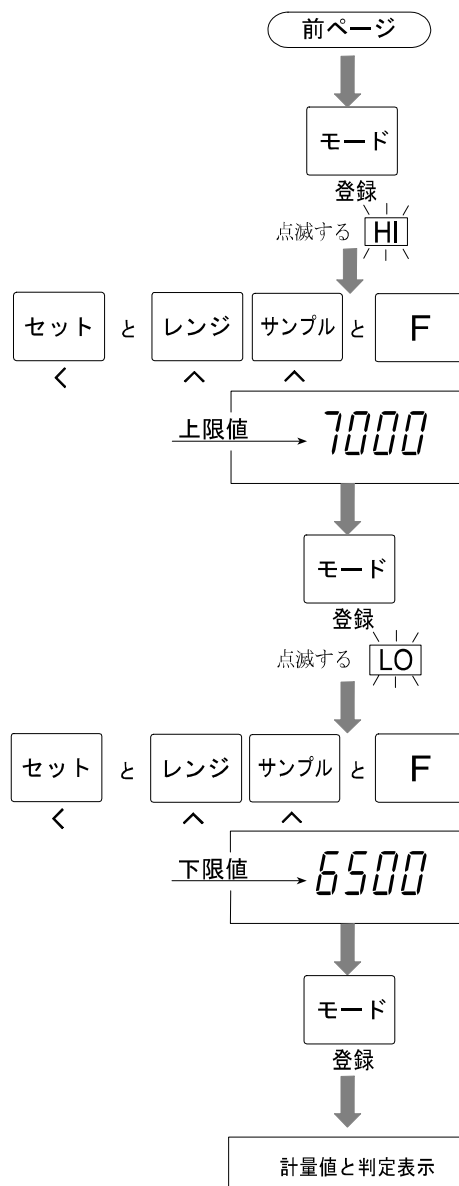 前ページ
モード
登録
点滅する HI
セット と レンジ サンプル と F
く へ へ
上限値 7000
モード
登録
点滅する LO
セット と レンジ サンプル と F
く へ へ
下限値 6500
モード
登録
計量値と判定表示